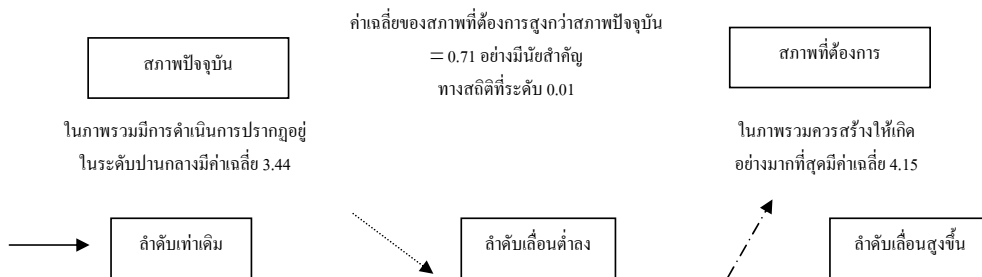 ค่าเฉลี่ยของสภาพที่ต้องการสูงกว่าสภาพปัจจุบัน
= 0.71 อย่างมีนัยสำคัญ
ทางสถิติที่ระดับ 0.01
สภาพปัจจุบัน
สภาพที่ต้องการ
ในภาพรวมมีการดำเนินการปรากฏอยู่
ในระดับปานกลางมีค่าเฉลี่ย 3.44
ในภาพรวมควรสร้างให้เกิด
อย่างมากที่สุดมีค่าเฉลี่ย 4.15
ลำดับเท่าเดิม
ลำดับเลื่อนต่ำลง
ลำดับเลื่อนสูงขึ้น